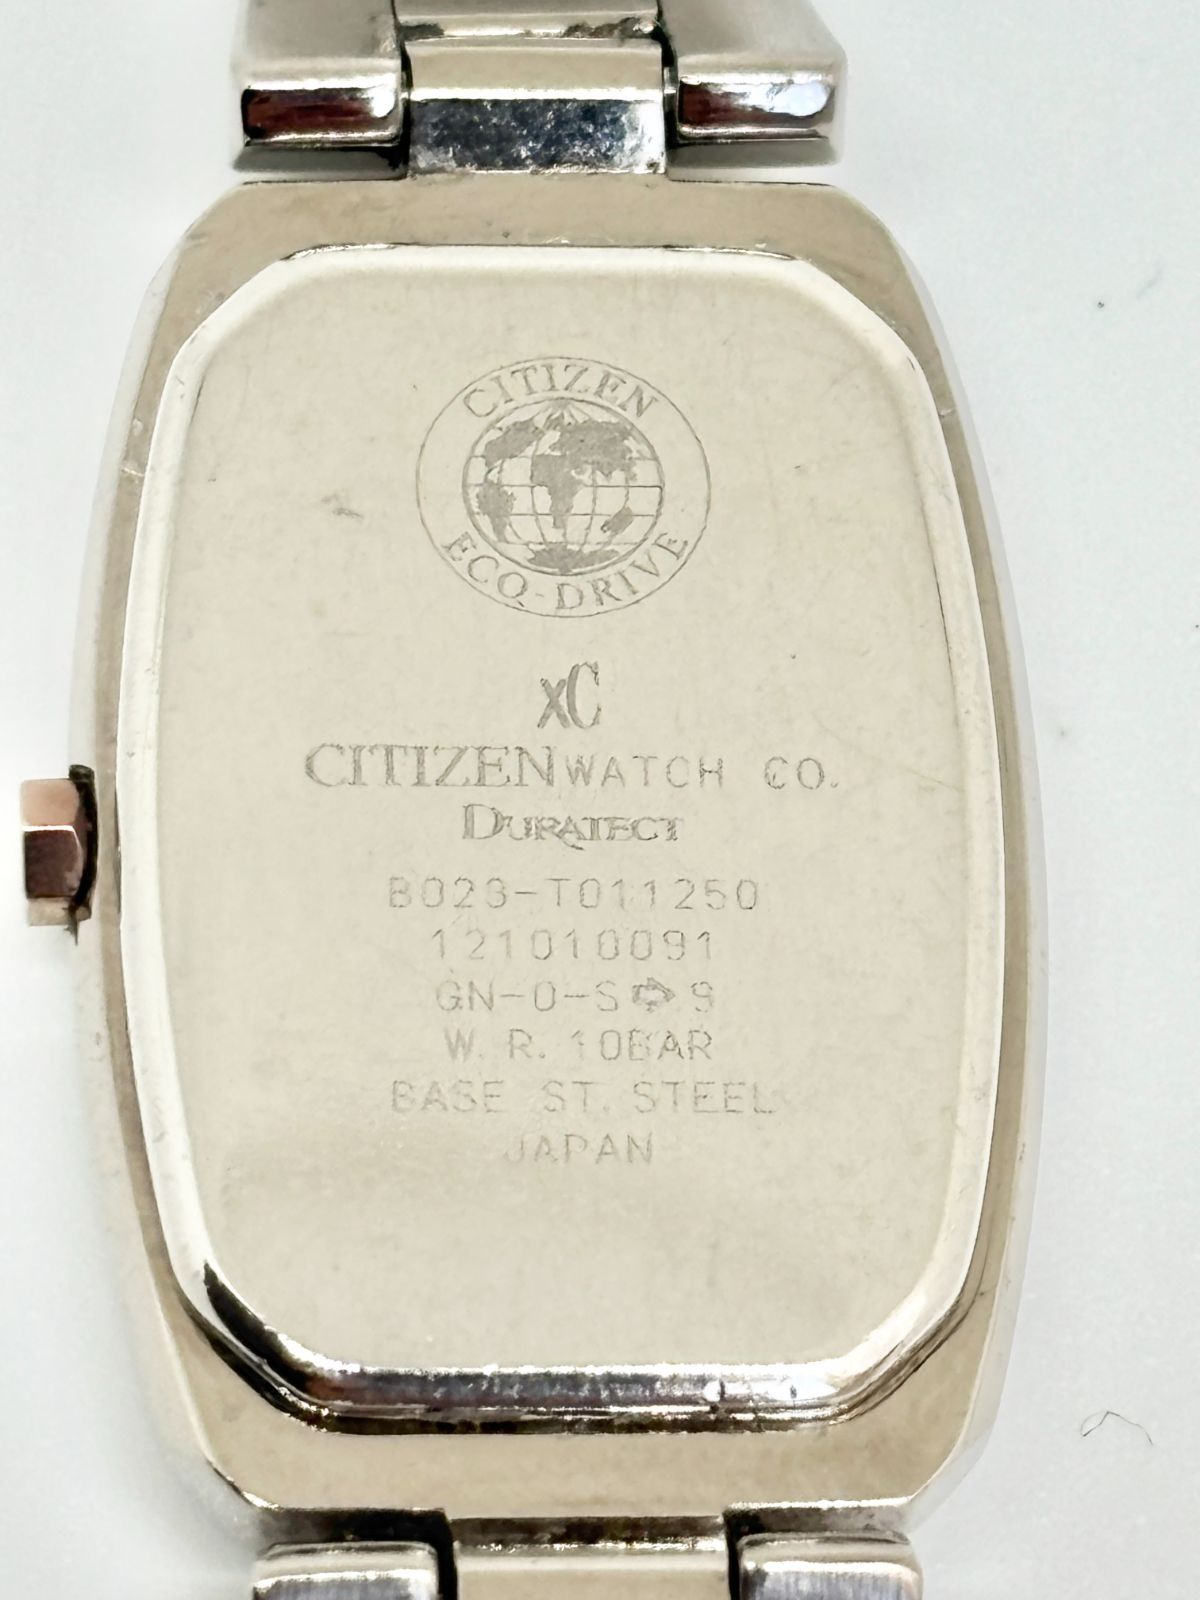 CITIZEN
ECO-DRIVE
xC
CITIZEN WATCH CO.
DURATECT
B023-T011250
121010091
GN-0-S 9
W. R. 10BAR
BASE ST. STEEL
JAPAN